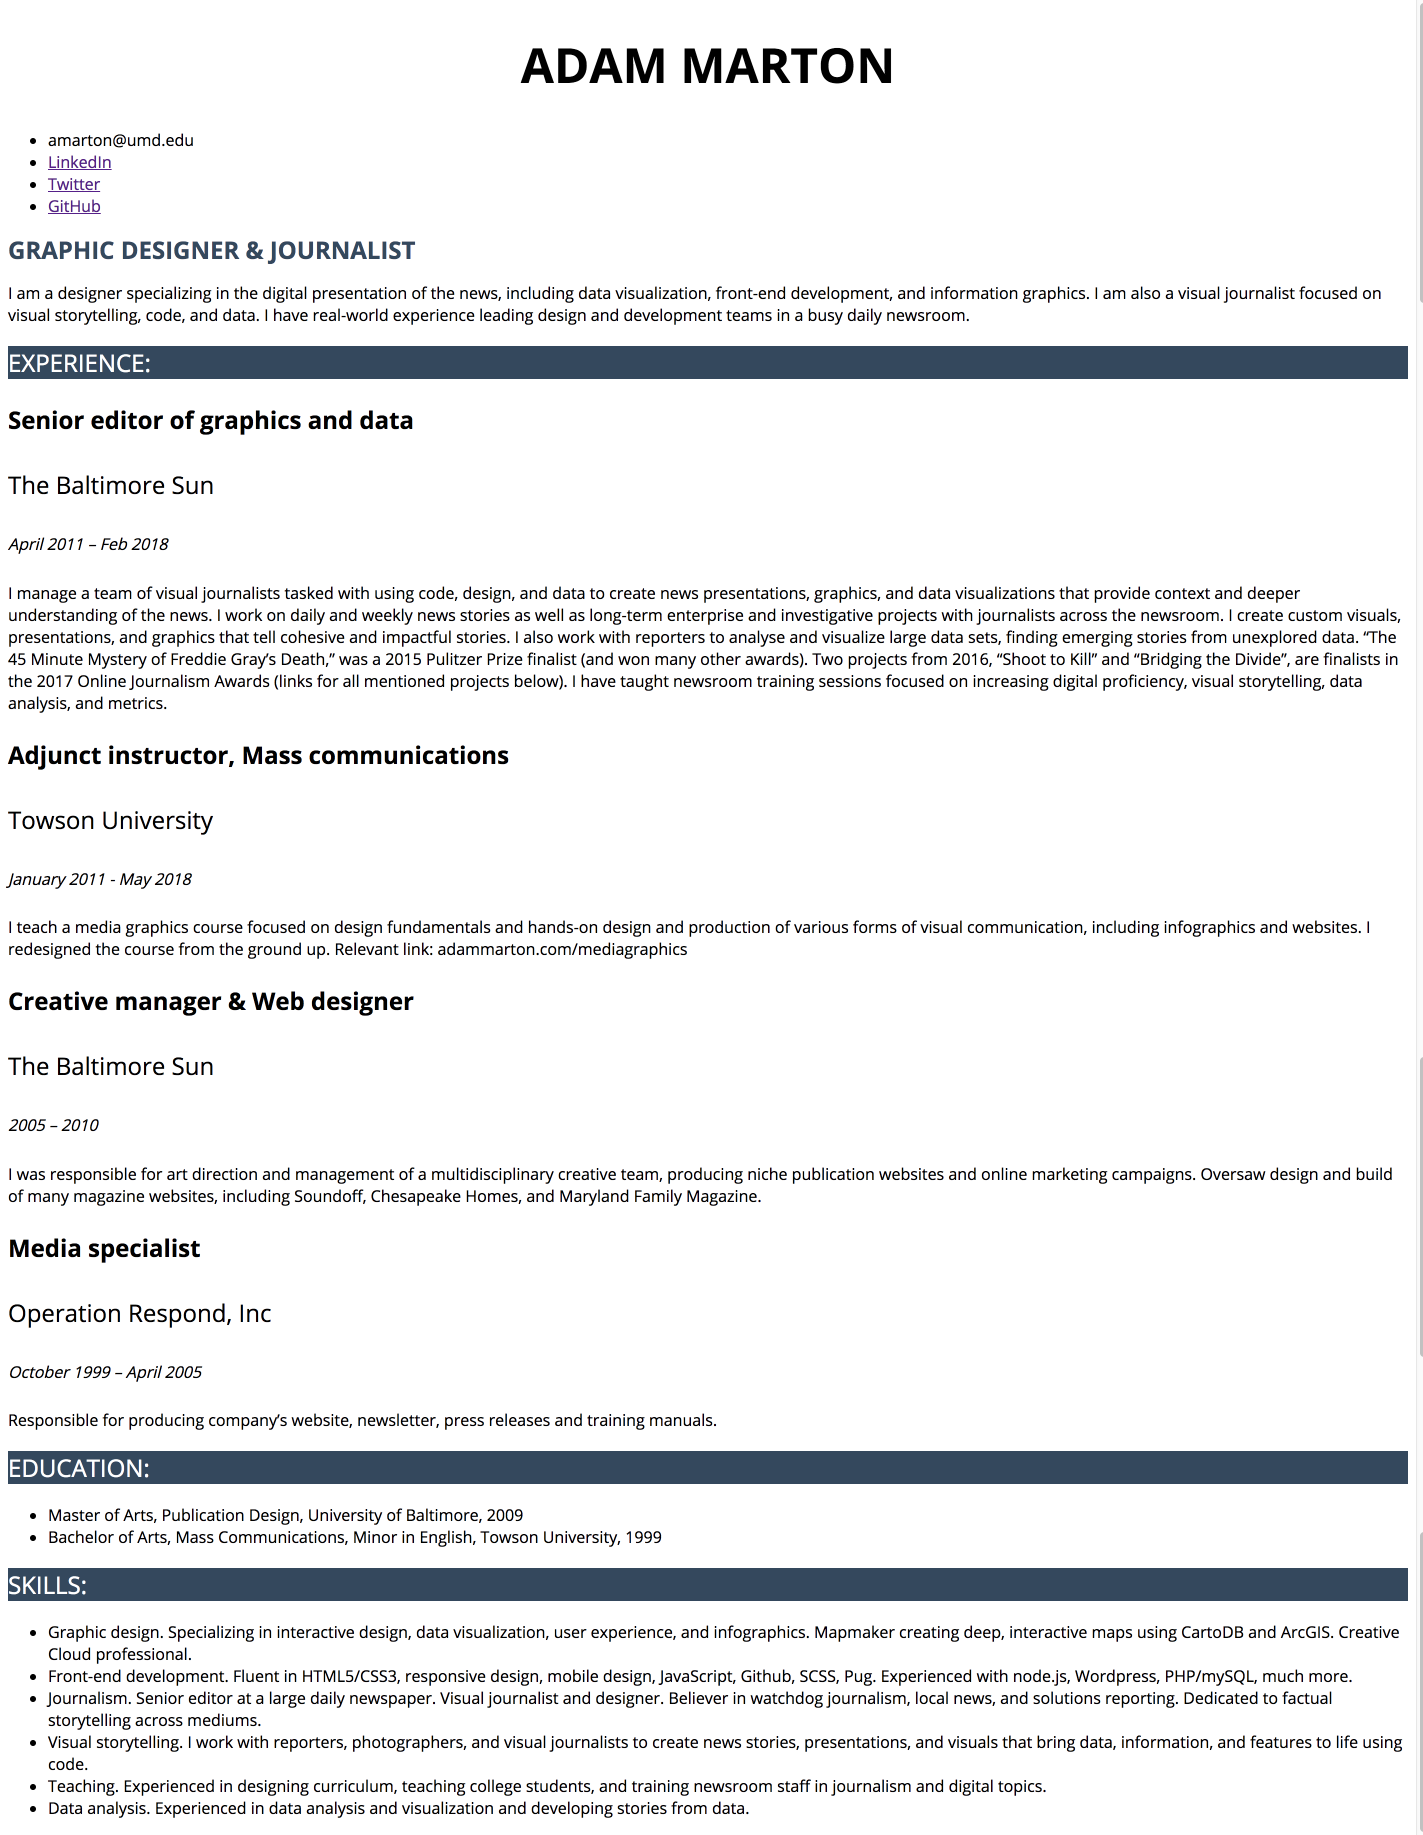 ADAM MARTON
amarton@umd.edu
LinkedIn
Twitter
GitHub
GRAPHIC DESIGNER & JOURNALIST
I am a designer specializing in the digital presentation of the news, including data visualization, front-end development, and information graphics. I am also a visual journalist focused on
visual storytelling, code, and data. I have real-world experience leading design and development teams in a busy daily newsroom.
EXPERIENCE:
Senior editor of graphics and data
The Baltimore Sun
April 2011 – Feb 2018
I manage a team of visual journalists tasked with using code, design, and data to create news presentations, graphics, and data visualizations that provide context and deeper
understanding of the news. I work on daily and weekly news stories as well as long-term enterprise and investigative projects with journalists across the newsroom. I create custom visuals,
presentations, and graphics that tell cohesive and impactful stories. I also work with reporters to analyse and visualize large data sets, finding emerging stories from unexplored data. “The
45 Minute Mystery of Freddie Gray’s Death,” was a 2015 Pulitzer Prize finalist (and won many other awards). Two projects from 2016, “Shoot to Kill” and “Bridging the Divide”, are finalists in
the 2017 Online Journalism Awards (links for all mentioned projects below). I have taught newsroom training sessions focused on increasing digital proficiency, visual storytelling, data
analysis, and metrics.
Adjunct instructor, Mass communications
Towson University
January 2011 - May 2018
I teach a media graphics course focused on design fundamentals and hands-on design and production of various forms of visual communication, including infographics and websites. I
redesigned the course from the ground up. Relevant link: adammarton.com/mediagraphics
Creative manager & Web designer
The Baltimore Sun
2005 – 2010
I was responsible for art direction and management of a multidisciplinary creative team, producing niche publication websites and online marketing campaigns. Oversaw design and build
of many magazine websites, including Soundoff, Chesapeake Homes, and Maryland Family Magazine.
Media specialist
Operation Respond, Inc
October 1999 – April 2005
Responsible for producing company’s website, newsletter, press releases and training manuals.
EDUCATION:
Master of Arts, Publication Design, University of Baltimore, 2009
Bachelor of Arts, Mass Communications, Minor in English, Towson University, 1999
SKILLS:
Graphic design. Specializing in interactive design, data visualization, user experience, and infographics. Mapmaker creating deep, interactive maps using CartoDB and ArcGIS. Creative
Cloud professional.
Front-end development. Fluent in HTML5/CSS3, responsive design, mobile design, JavaScript, Github, SCSS, Pug. Experienced with node.js, Wordpress, PHP/mySQL, much more.
Journalism. Senior editor at a large daily newspaper. Visual journalist and designer. Believer in watchdog journalism, local news, and solutions reporting. Dedicated to factual
storytelling across mediums.
Visual storytelling. I work with reporters, photographers, and visual journalists to create news stories, presentations, and visuals that bring data, information, and features to life using
code.
Teaching. Experienced in designing curriculum, teaching college students, and training newsroom staff in journalism and digital topics.
Data analysis. Experienced in data analysis and visualization and developing stories from data.